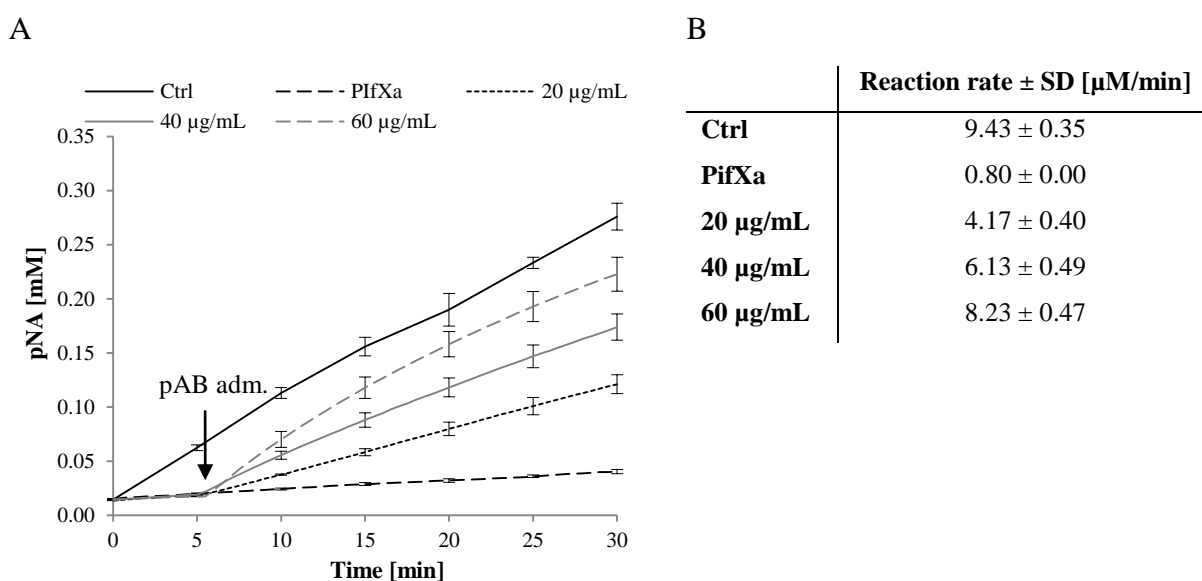 A
Ctrl PIfXa 20 µg/mL
40 µg/mL 60 µg/mL
0.35
0.30
0.25
0.20
0.15
0.10
0.05
0.00
pNA [mM]
pAB adm.
0 5 10 15 20 25 30
Time [min]
B
Reaction rate ± SD [µM/min]
Ctrl 9.43 ± 0.35
PifXa 0.80 ± 0.00
20 µg/mL 4.17 ± 0.40
40 µg/mL 6.13 ± 0.49
60 µg/mL 8.23 ± 0.47